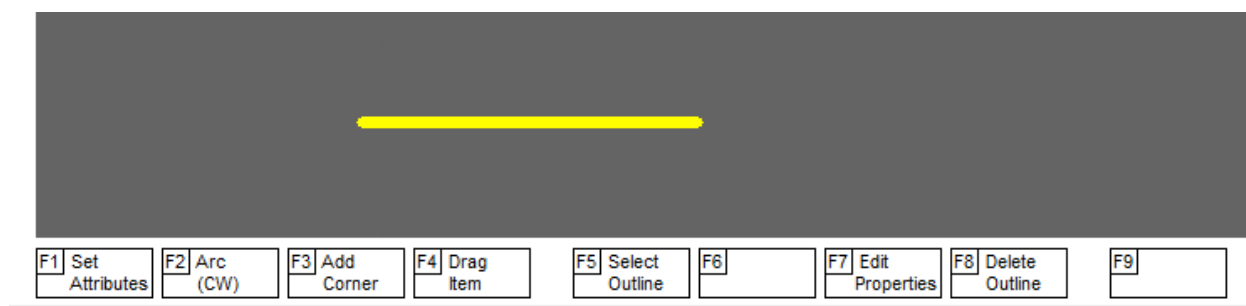 F1 Set Attributes
F2 Arc (CW)
F3 Add Corner
F4 Drag Item
F5 Select Outline
F6
F7 Edit Properties
F8 Delete Outline
F9